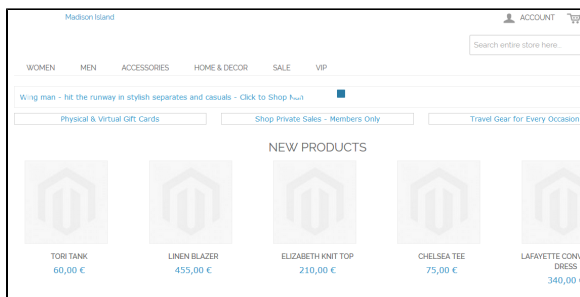 Madison Island
ACCOUNT
Search entire store here...
WOMEN MEN ACCESSORIES HOME & DECOR SALE VIP
man - hit the runway in stylish separates and casuals - Click to Shop
Physical & Virtual Gift Cards Shop Private Sales - Members Only Travel Gear for Every Occasion
NEW PRODUCTS
TORI TANK LINEN BLAZER ELIZABETH KNIT TOP CHELSEA TEE LAFAYETTE
DRESS
60,00 € 455,00 € 210,00 € 75,00 €
340,00